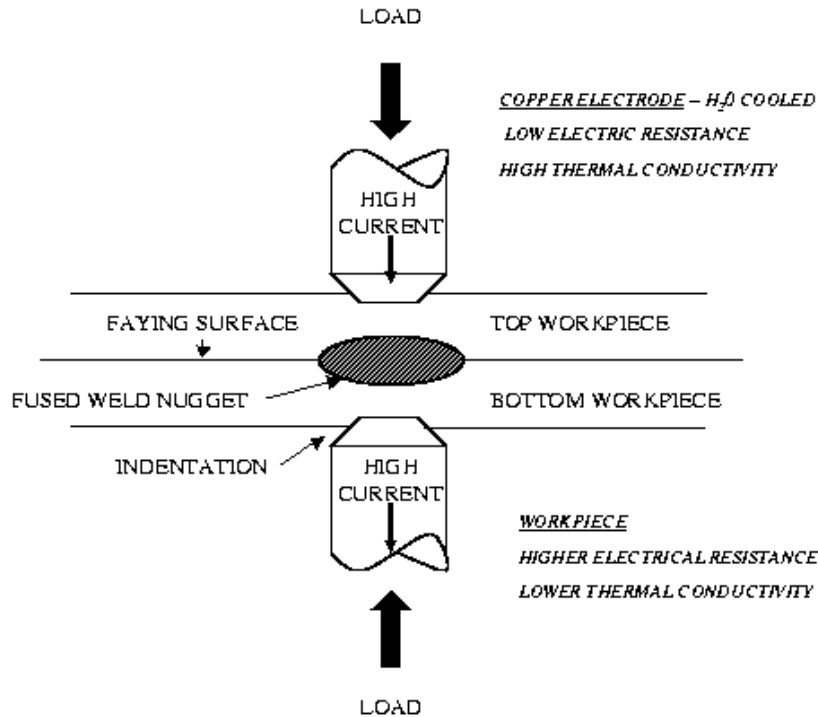 LOAD
COPPER ELECTRODE – H₂O COOLED
LOW ELECTRIC RESISTANCE
HIGH THERMAL CONDUCTIVITY
HIGH
CURRENT
FAYING SURFACE
TOP WORKPIECE
FUSED WELD NUGGET
BOTTOM WORKPIECE
INDENTATION
HIGH
CURRENT
WORKPIECE
HIGHER ELECTRICAL RESISTANCE
LOWER THERMAL CONDUCTIVITY
LOAD